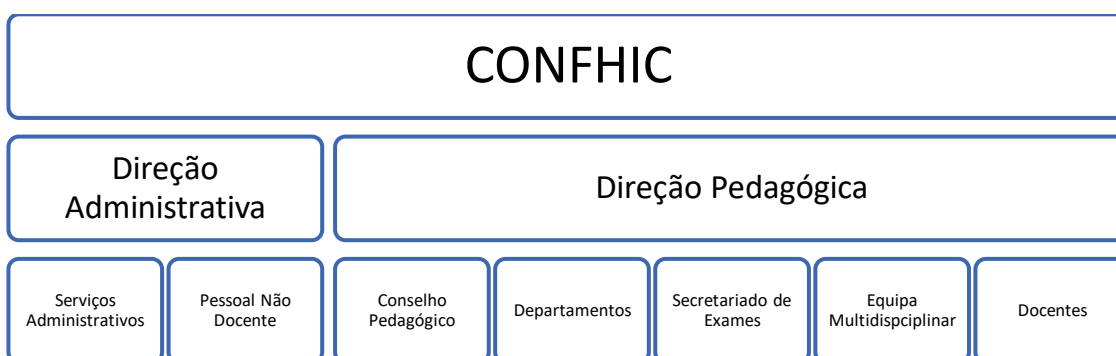 CONFHIC
Direção
Administrativa
Direção Pedagógica
Serviços
Administrativos
Pessoal Não
Docente
Conselho
Pedagógico
Departamentos
Secretariado de
Exames
Equipa
Multidispciplinar
Docentes